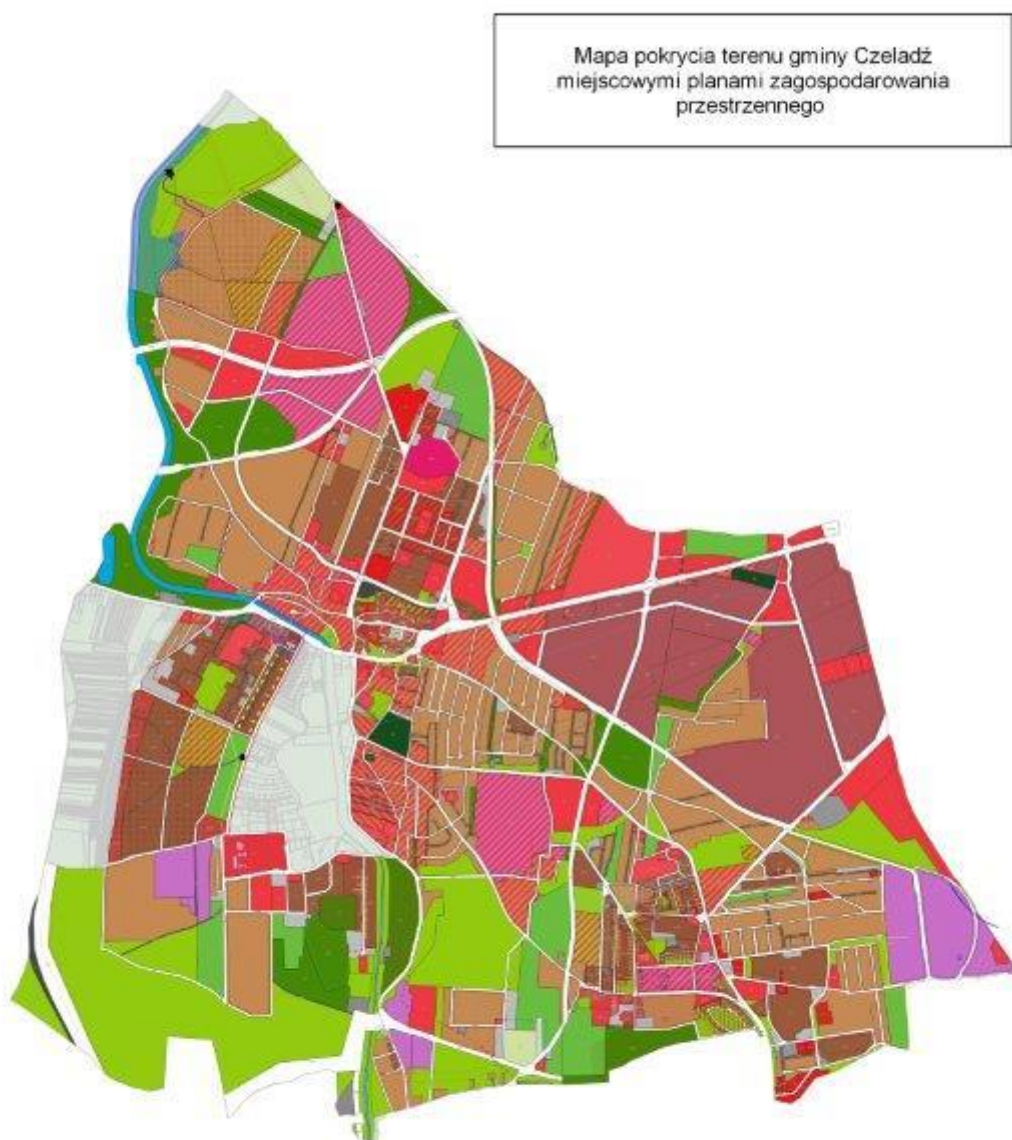 Mapa pokrycia terenu gminy Czeladź
miejscowymi planami zagospodarowania
przestrzennego